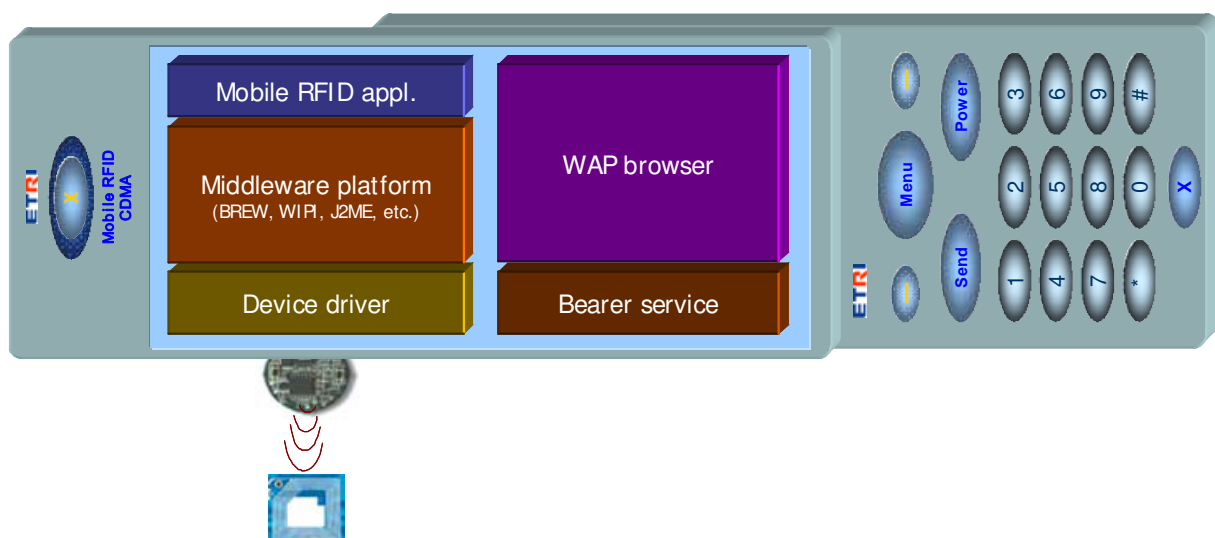 ETRI
X
Mobile RFID
CDMA
Mobile RFID appl.
Middleware platform
(BREW, WIPI, J2ME, etc.)
Device driver
WAP browser
Bearer service
ETRI
Menu
Send
Power
1
2
3
4
5
6
7
8
9
*
0
#
X